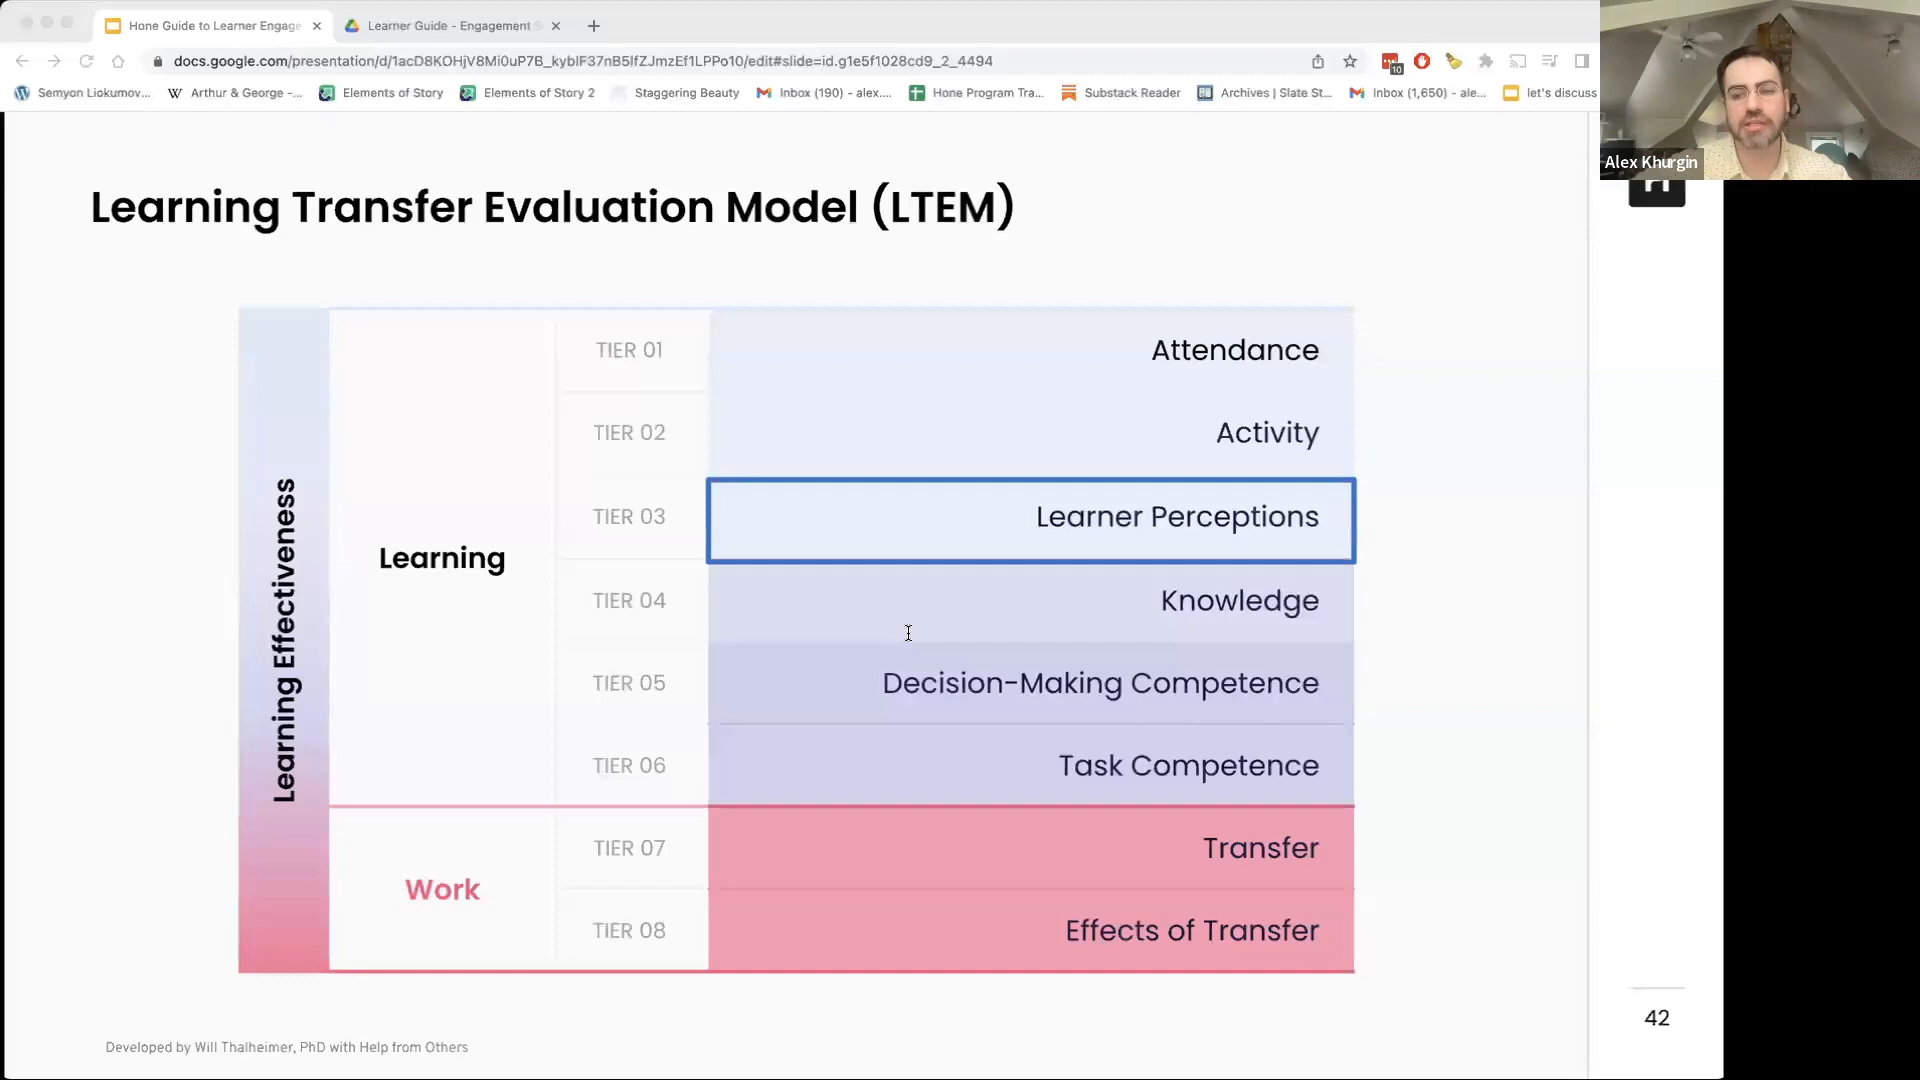 Hone Guide to Learner Engage
Learner Guide - Engagement S
docs.google.com/presentation/d/1acD8KOHjV8Mi0uP7B_kyblF37nB5lfZJmzEf1LPPo10/edit#slide=id.g1e5f1028cd9_2_4494
10
Semyon Liokumov...
Arthur & George -...
Elements of Story
Elements of Story 2
Staggering Beauty
Inbox (190) - alex....
Hone Program Tra...
Substack Reader
Archives | Slate St...
Inbox (1,650) - ale...
let's discuss
Alex Khurgin
Learning Transfer Evaluation Model (LTEM)
Learning Effectiveness
Learning
TIER 01
Attendance
TIER 02
Activity
TIER 03
Learner Perceptions
TIER 04
Knowledge
TIER 05
Decision-Making Competence
TIER 06
Task Competence
Work
TIER 07
Transfer
TIER 08
Effects of Transfer
42
Developed by Will Thalheimer, PhD with Help from Others